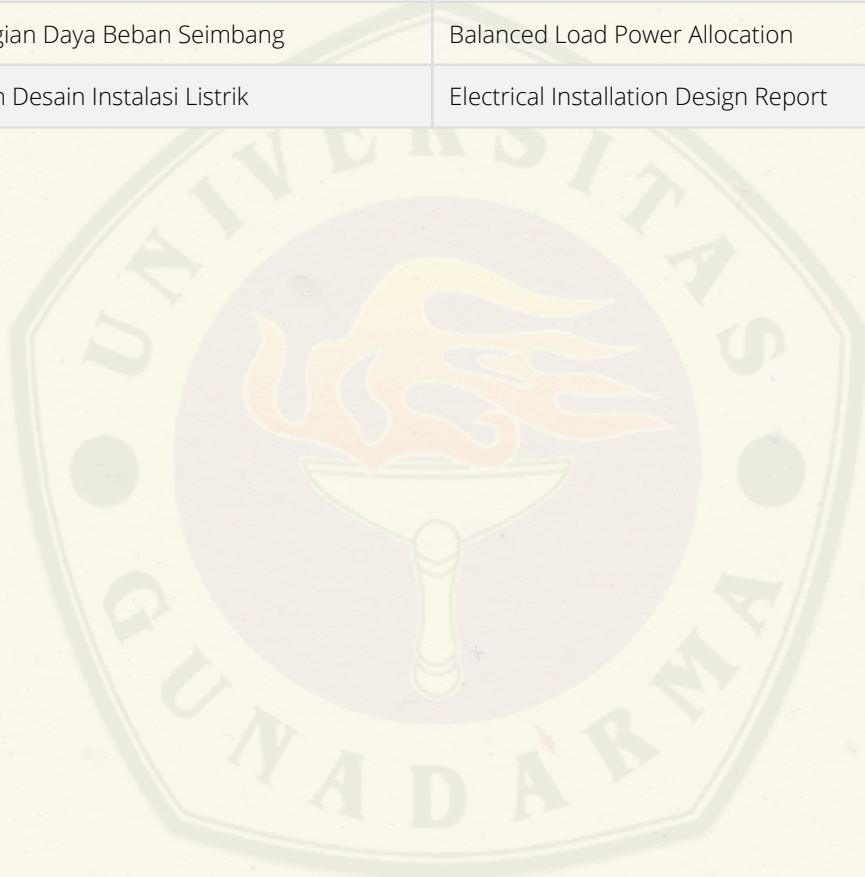 gian Daya Beban Seimbang Balanced Load Power Allocation
Desain Instalasi Listrik Electrical Installation Design Report
UNIVERSITAS
GUNADARMA